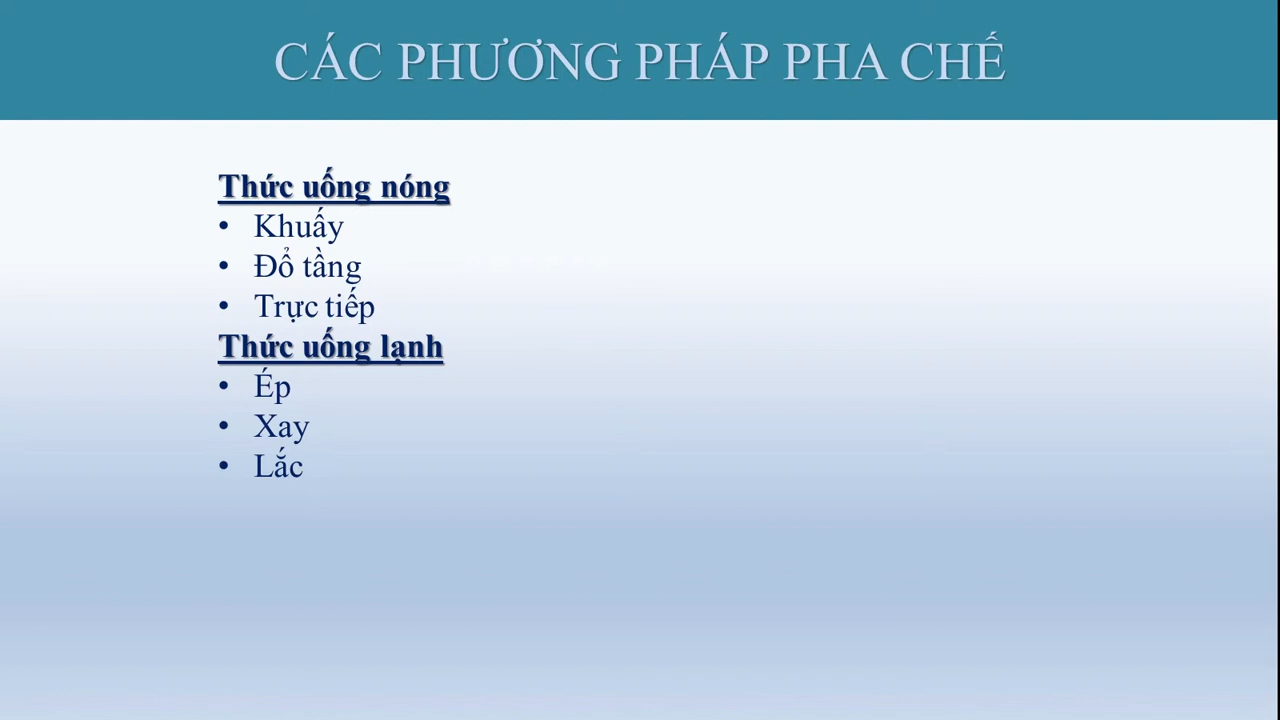 CÁC PHƯƠNG PHÁP PHA CHẾ
Thức uống nóng
• Khuấy
• Đổ tầng
• Trực tiếp
Thức uống lạnh
• Ép
• Xay
• Lắc